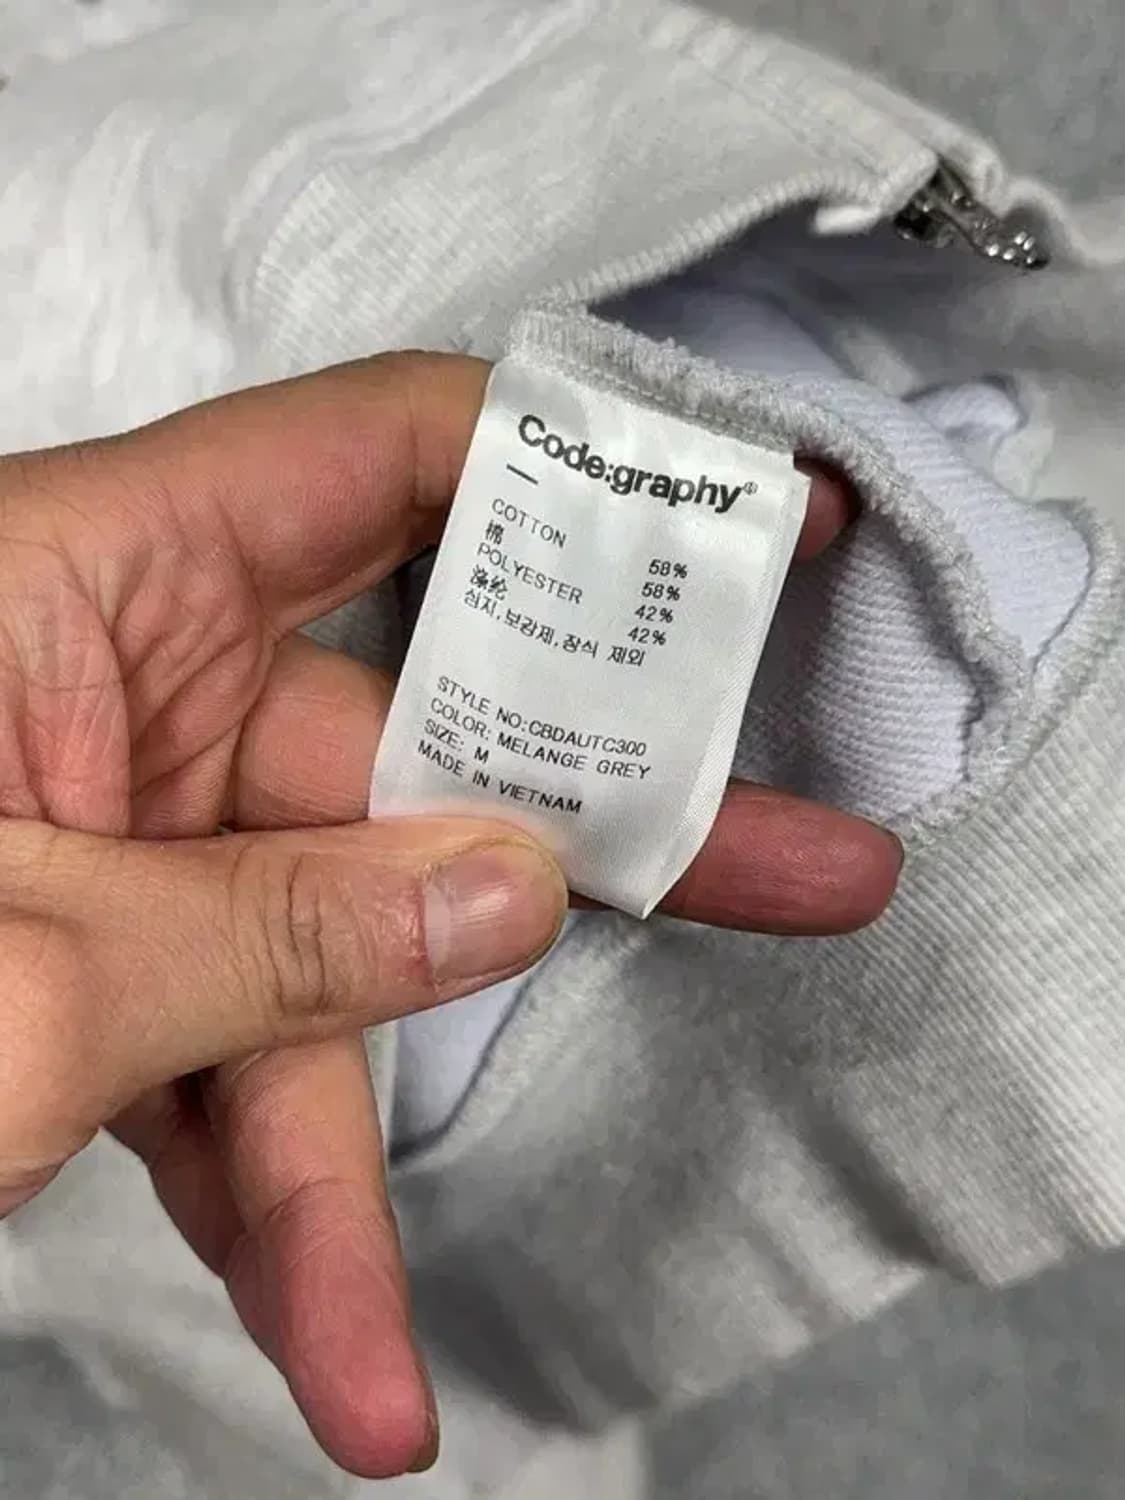 Code:graphy®
COTTON 58%
棉 58%
POLYESTER 42%
涤纶 42%
심지,보강제,장식 제외
STYLE NO:CBDAUTC300
COLOR: MELANGE GREY
SIZE: M
MADE IN VIETNAM